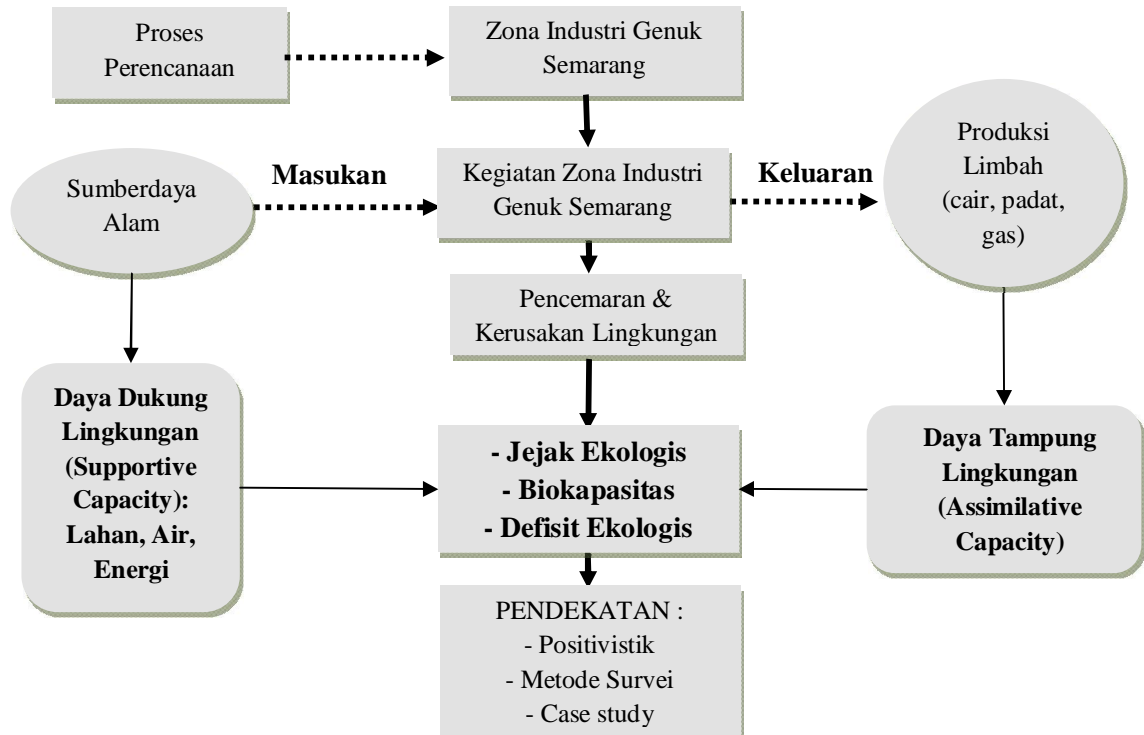 Proses
Perencanaan
Zona Industri Genuk
Semarang
Produksi
Limbah
(cair, padat,
gas)
Sumberdaya
Alam
Masukan
Kegiatan Zona Industri
Genuk Semarang
Keluaran
Pencemaran &
Kerusakan Lingkungan
Daya Dukung
Lingkungan
(Supportive
Capacity):
Lahan, Air,
Energi
- Jejak Ekologis
- Biokapasitas
- Defisit Ekologis
Daya Tampung
Lingkungan
(Assimilative
Capacity)
PENDEKATAN :
- Positivistik
- Metode Survei
- Case study